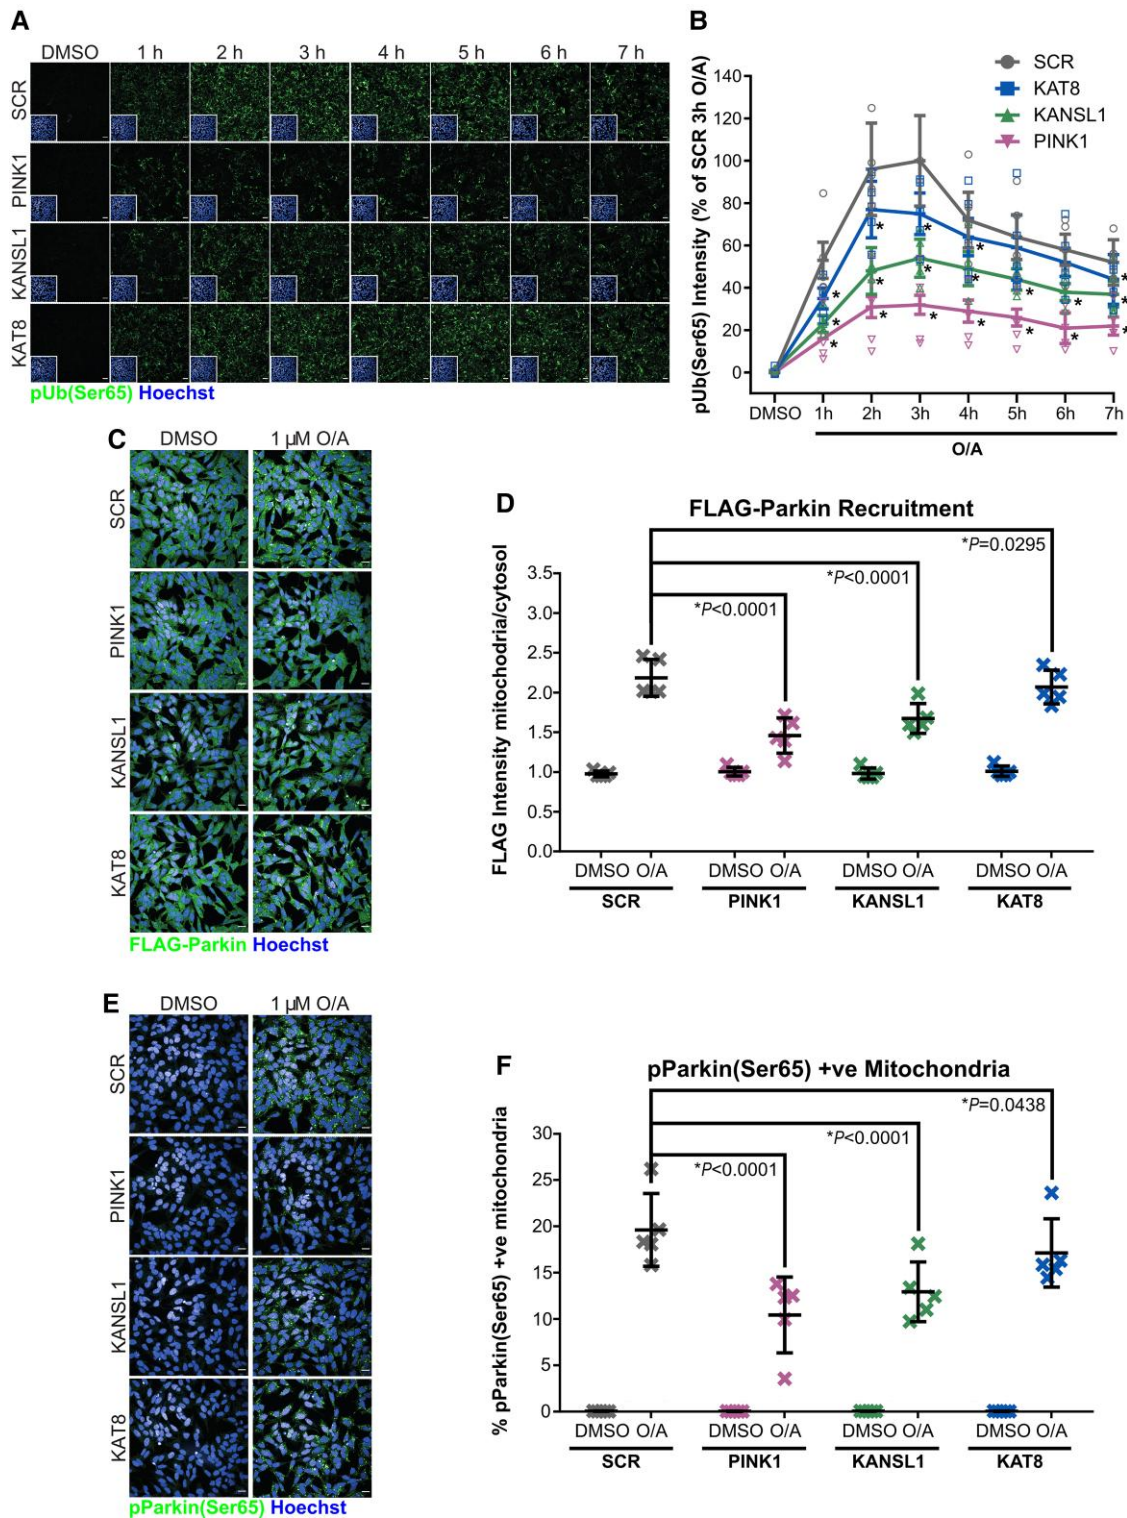 A
DMSO 1 h 2 h 3 h 4 h 5 h 6 h 7 h
SCR
PINK1
KANSL1
KAT8
pUb(Ser65) Hoechst
B
pUb(Ser65) Intensity (% of SCR 3h O/A)
140
120
100
80
60
40
20
0
SCR
KAT8
KANSL1
PINK1
* * * * * * * * * * * * * * * * * *
DMSO 1h 2h 3h 4h 5h 6h 7h
O/A
C
DMSO 1 µM O/A
SCR
PINK1
KANSL1
KAT8
FLAG-Parkin Hoechst
D
FLAG-Parkin Recruitment
*P=0.0295
*P<0.0001
*P<0.0001
FLAG Intensity mitochodria/cytosol
3.5
3.0
2.5
2.0
1.5
1.0
0.5
0.0
DMSO O/A DMSO O/A DMSO O/A DMSO O/A
SCR PINK1 KANSL1 KAT8
E
DMSO 1 µM O/A
SCR
PINK1
KANSL1
KAT8
pParkin(Ser65) Hoechst
F
pParkin(Ser65) +ve Mitochondria
*P=0.0438
*P<0.0001
*P<0.0001
% pParkin(Ser65) +ve mitochondria
30
25
20
15
10
5
0
DMSO O/A DMSO O/A DMSO O/A DMSO O/A
SCR PINK1 KANSL1 KAT8